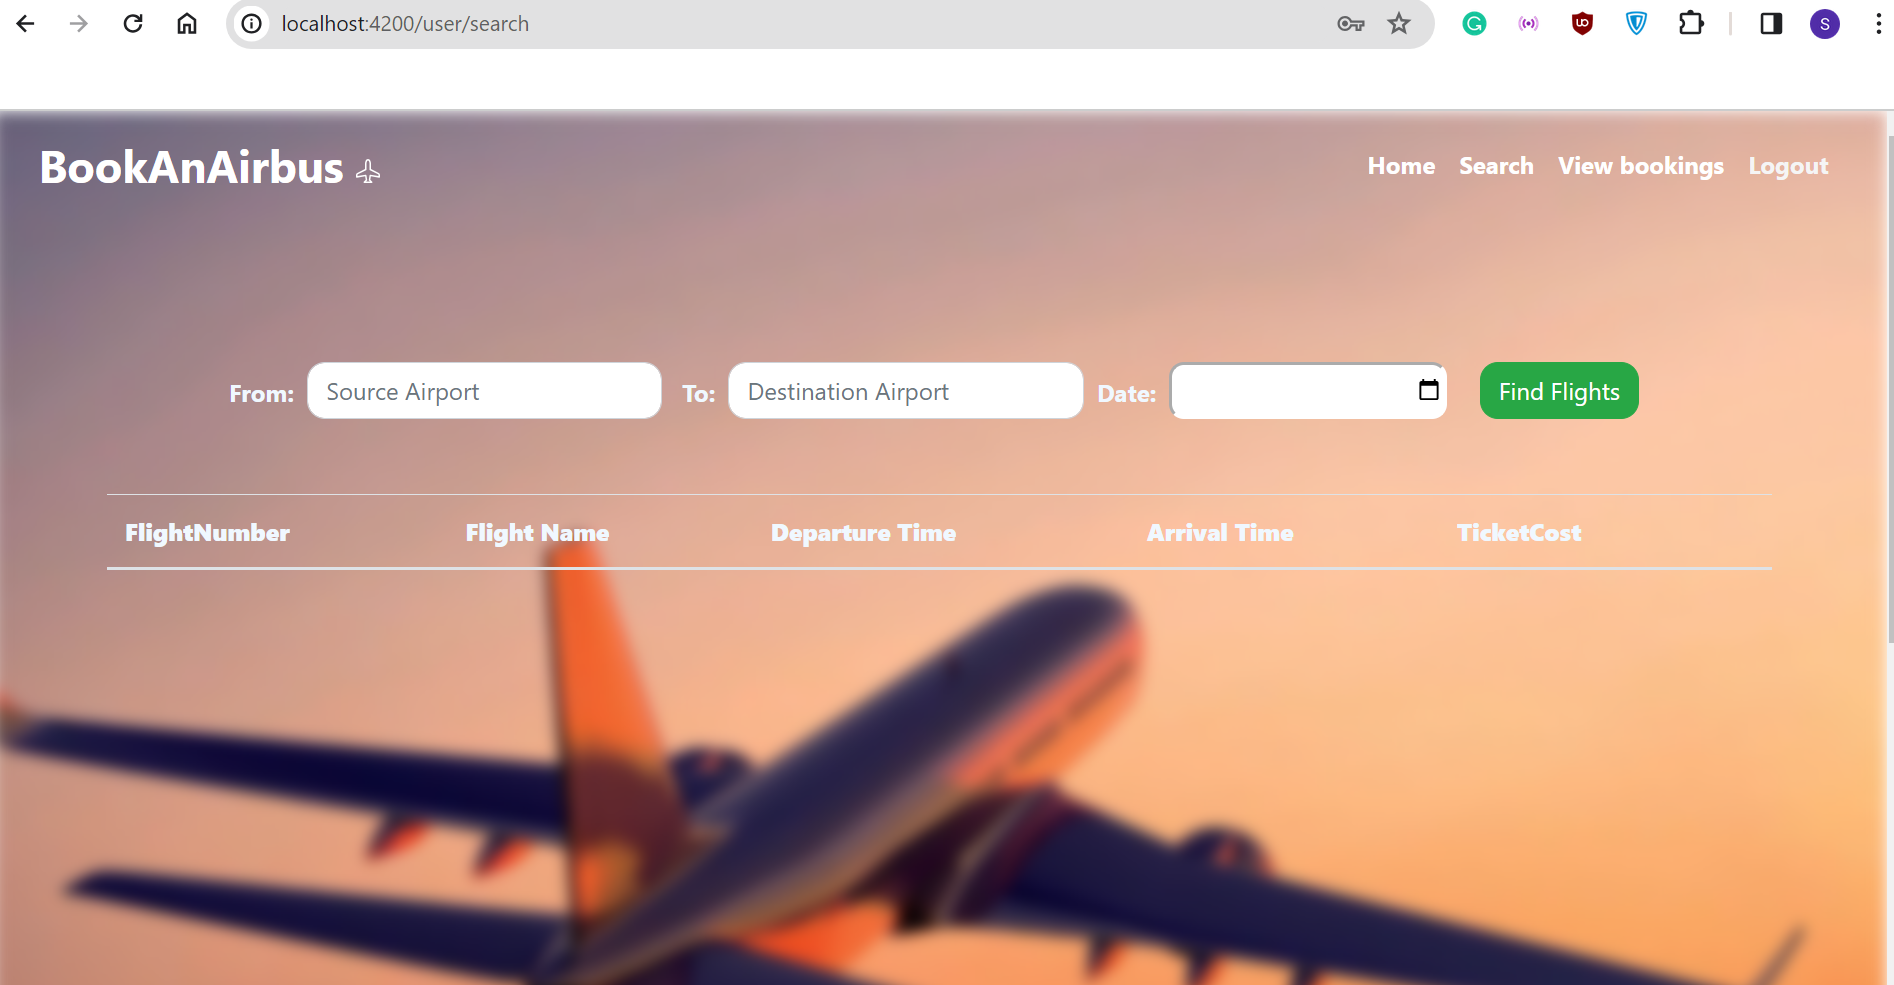 localhost:4200/user/search
S
BookAnAirbus
Home Search View bookings Logout
From: Source Airport To: Destination Airport Date: Find Flights
FlightNumber Flight Name Departure Time Arrival Time TicketCost